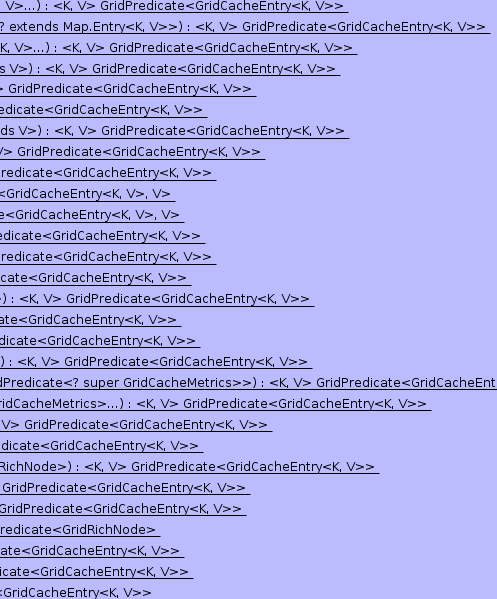 V>...) : <K, V> GridPredicate<GridCacheEntry<K, V>>
? extends Map.Entry<K, V>>) : <K, V> GridPredicate<GridCacheEntry<K, V>>
K, V>...) : <K, V> GridPredicate<GridCacheEntry<K, V>>
s V>) : <K, V> GridPredicate<GridCacheEntry<K, V>>
> GridPredicate<GridCacheEntry<K, V>>
edicate<GridCacheEntry<K, V>>
ds V>) : <K, V> GridPredicate<GridCacheEntry<K, V>>
V> GridPredicate<GridCacheEntry<K, V>>
redicate<GridCacheEntry<K, V>>
<GridCacheEntry<K, V>, V>
e<GridCacheEntry<K, V>, V>
edicate<GridCacheEntry<K, V>>
redicate<GridCacheEntry<K, V>>
icate<GridCacheEntry<K, V>>
>) : <K, V> GridPredicate<GridCacheEntry<K, V>>
ate<GridCacheEntry<K, V>>
dicate<GridCacheEntry<K, V>>
) : <K, V> GridPredicate<GridCacheEntry<K, V>>
dPredicate<? super GridCacheMetrics>>) : <K, V> GridPredicate<GridCacheEnt
ridCacheMetrics>...) : <K, V> GridPredicate<GridCacheEntry<K, V>>
V> GridPredicate<GridCacheEntry<K, V>>
dicate<GridCacheEntry<K, V>>
RichNode>) : <K, V> GridPredicate<GridCacheEntry<K, V>>
GridPredicate<GridCacheEntry<K, V>>
GridPredicate<GridCacheEntry<K, V>>
redicate<GridRichNode>
ate<GridCacheEntry<K, V>>
icate<GridCacheEntry<K, V>>
<GridCacheEntry<K, V>>